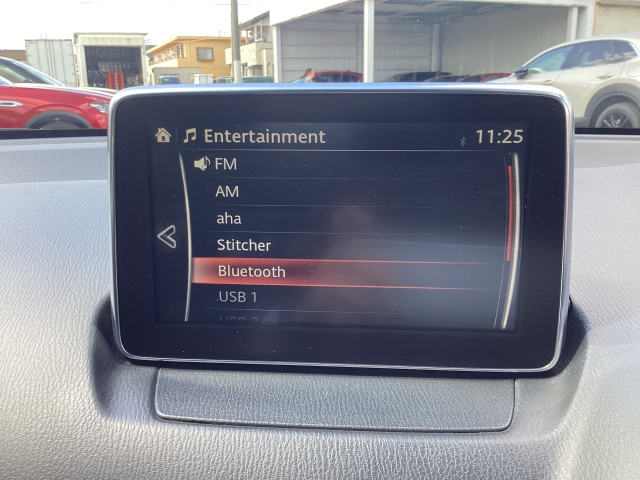 Entertainment 11:25
FM
AM
aha
Stitcher
Bluetooth
USB 1